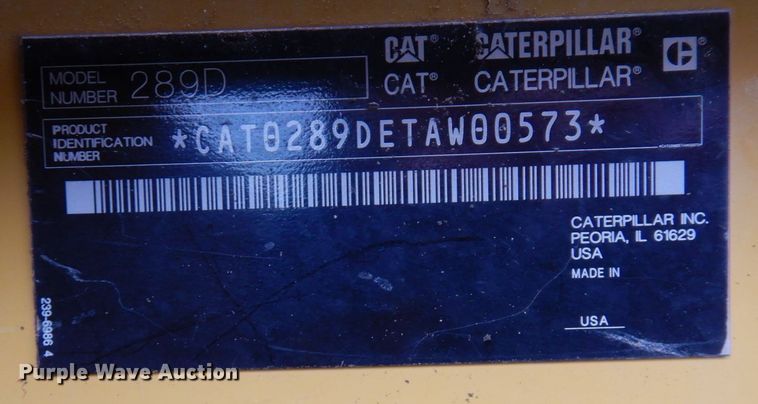 CAT CATERPILLAR C
CAT® CATERPILLAR®
MODEL
NUMBER 289D
PRODUCT
IDENTIFICATION
NUMBER
*CAT0289DETAW00573*
CATERPILLAR INC.
PEORIA, IL 61629
USA
MADE IN
USA
239-6986 4
Purple Wave Auction